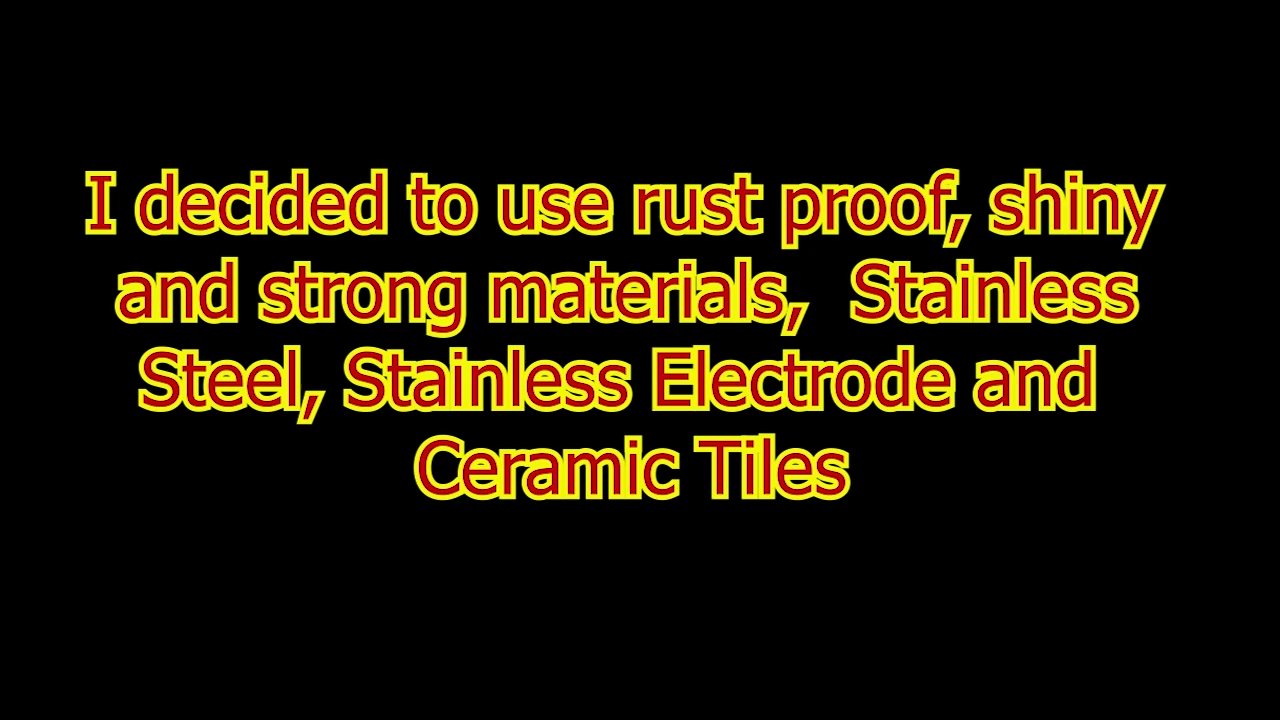 I decided to use rust proof, shiny
and strong materials,  Stainless
Steel, Stainless Electrode and
Ceramic Tiles